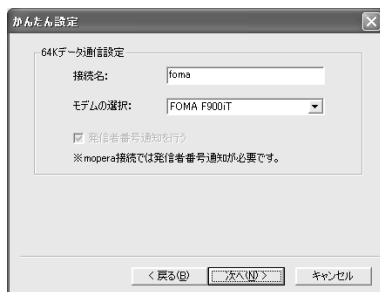 かんたん設定
64Kデータ通信設定
接続名: foma
モデムの選択: FOMA F900iT
発信者番号通知を行う
※mopera接続では発信者番号通知が必要です。
< 戻る(B) 次へ(N) > キャンセル